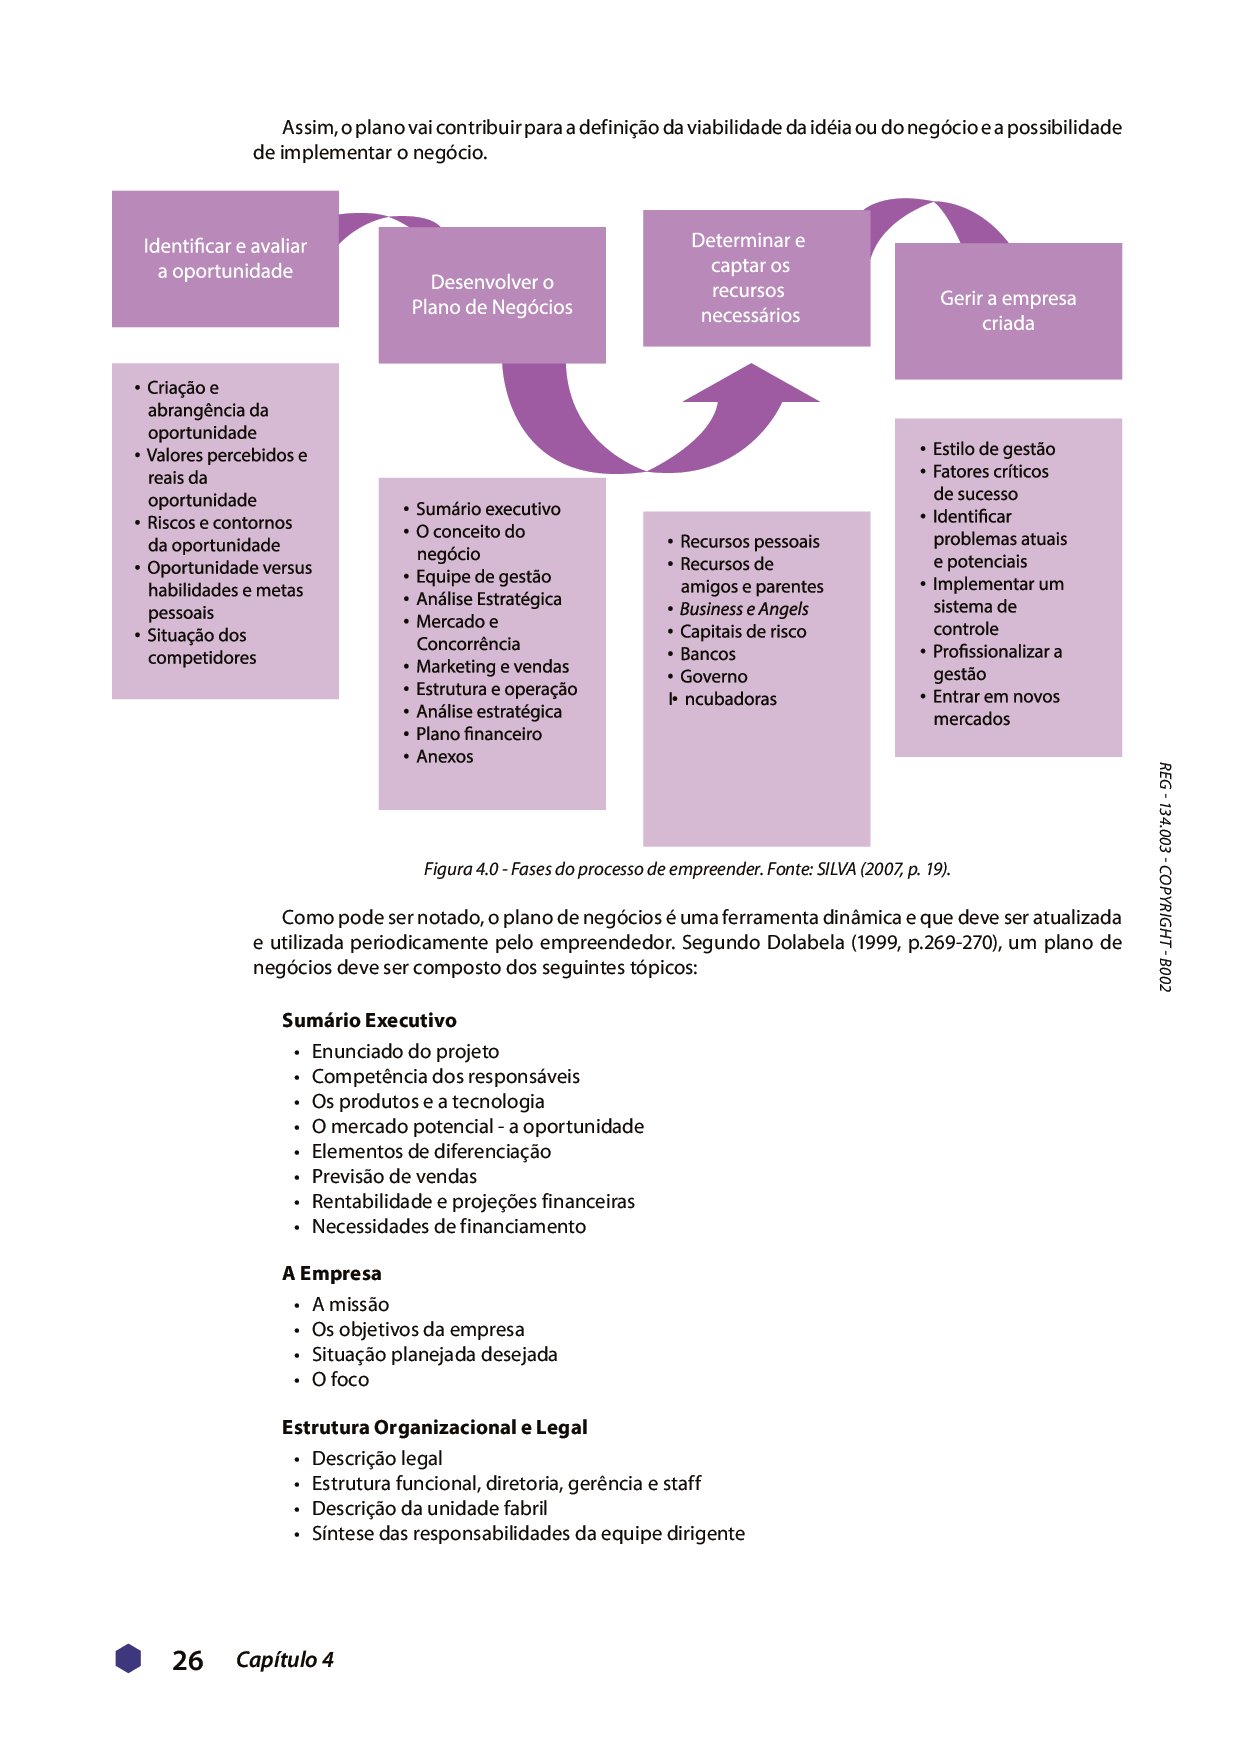 Assim, o plano vai contribuir para a definição da viabilidade da idéia ou do negócio e a possibilidade
de implementar o negócio.
Identificar e avaliar
a oportunidade
• Criação e
abrangência da
oportunidade
• Valores percebidos e
reais da
oportunidade
• Riscos e contornos
da oportunidade
• Oportunidade versus
habilidades e metas
pessoais
• Situação dos
competidores
Desenvolver o
Plano de Negócios
• Sumário executivo
• O conceito do
negócio
• Equipe de gestão
• Análise Estratégica
• Mercado e
Concorrência
• Marketing e vendas
• Estrutura e operação
• Análise estratégica
• Plano financeiro
• Anexos
Determinar e
captar os
recursos
necessários
• Recursos pessoais
• Recursos de
amigos e parentes
• Business e Angels
• Capitais de risco
• Bancos
• Governo
I• ncubadoras
Gerir a empresa
criada
• Estilo de gestão
• Fatores críticos
de sucesso
• Identificar
problemas atuais
e potenciais
• Implementar um
sistema de
controle
• Profissionalizar a
gestão
• Entrar em novos
mercados
Figura 4.0 - Fases do processo de empreender. Fonte: SILVA (2007, p. 19).
Como pode ser notado, o plano de negócios é uma ferramenta dinâmica e que deve ser atualizada
e utilizada periodicamente pelo empreendedor. Segundo Dolabela (1999, p.269-270), um plano de
negócios deve ser composto dos seguintes tópicos:
Sumário Executivo
• Enunciado do projeto
• Competência dos responsáveis
• Os produtos e a tecnologia
• O mercado potencial - a oportunidade
• Elementos de diferenciação
• Previsão de vendas
• Rentabilidade e projeções financeiras
• Necessidades de financiamento
A Empresa
• A missão
• Os objetivos da empresa
• Situação planejada desejada
• O foco
Estrutura Organizacional e Legal
• Descrição legal
• Estrutura funcional, diretoria, gerência e staff
• Descrição da unidade fabril
• Síntese das responsabilidades da equipe dirigente
REG - 134.003 - COPYRIGHT - B002
26 Capítulo 4